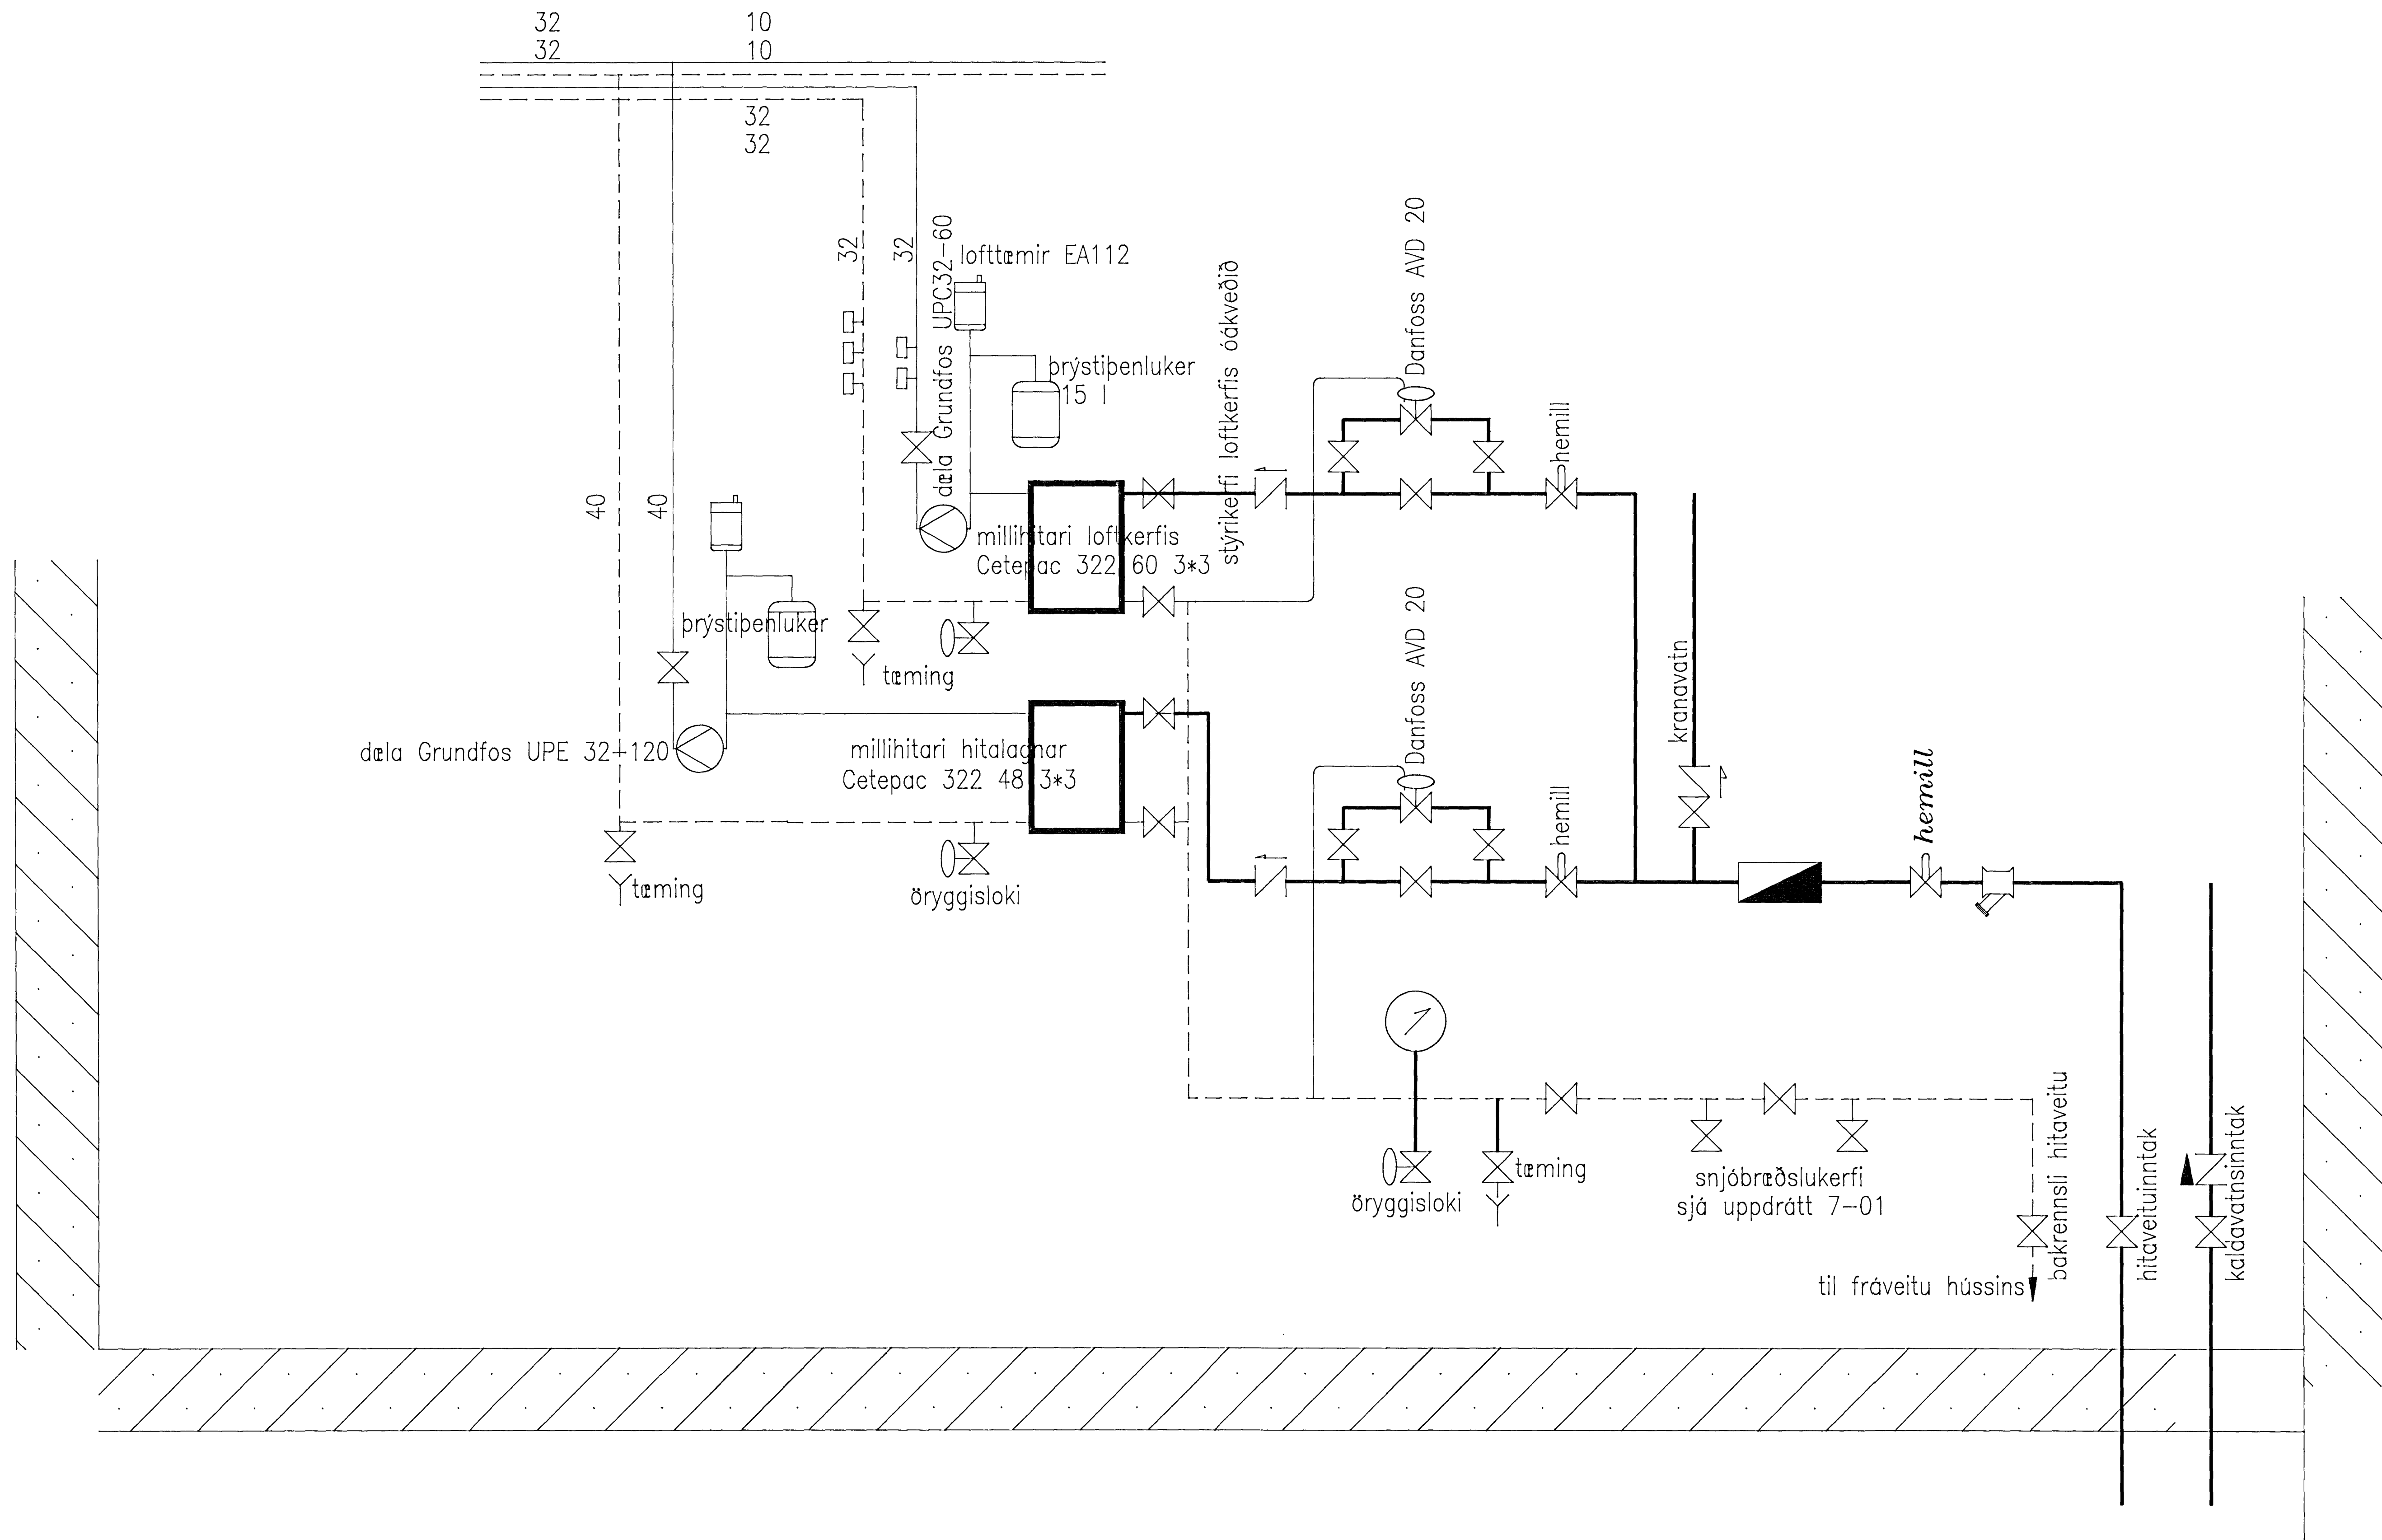 32
10
32
10
32
32
32
32
dæla Grundfos UPC32-60
lofttæmir EA112
þrýstiþenluker
15 l
stýrikerfi loftkerfis óákveðið
Danfoss AVD 20
hemill
40
40
millihitari loftkerfis
Cetepac 322 60 3*3
þrýstiþenluker
tæming
Danfoss AVD 20
kranavatn
dæla Grundfos UPE 32-120
millihitari hitalagnar
Cetepac 322 48 3*3
hemill
hemill
tæming
öryggisloki
öryggisloki
tæming
snjóbræðslukerfi
sjá uppdrátt 7-01
bakrennsli hitaveitu
hitaveituinntak
kaldavatnsinntak
til fráveitu hússins